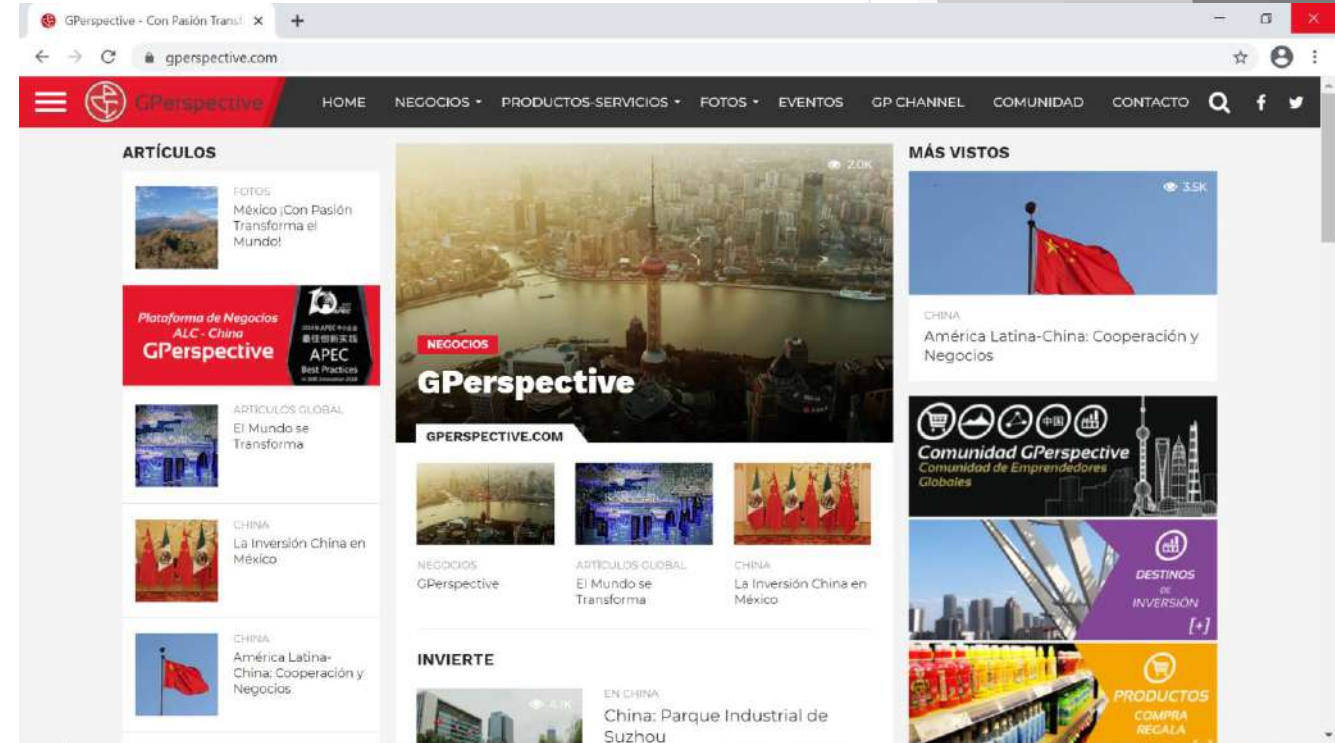 GPerspective - Con Pasión Transf
gperspective.com
GPerspective
HOME
NEGOCIOS
PRODUCTOS-SERVICIOS
FOTOS
EVENTOS
GP CHANNEL
COMUNIDAD
CONTACTO
ARTÍCULOS
FOTOS
México ¡Con Pasión
Transforma el
Mundo!
Plataforma de Negocios
ALC - China
GPerspective
APEC
Best Practices
ARTÍCULOS GLOBAL
El Mundo se
Transforma
CHINA
La Inversión China en
México
CHINA
América Latina-
China: Cooperación y
Negocios
2.0K
NEGOCIOS
GPerspective
GPERSPECTIVE.COM
NEGOCIOS
GPerspective
ARTÍCULOS GLOBAL
El Mundo se
Transforma
CHINA
La Inversión China en
México
INVIERTE
4.1K
EN CHINA
China: Parque Industrial de
Suzhou
MÁS VISTOS
3.5K
CHINA
América Latina-China: Cooperación y
Negocios
中国
Comunidad GPerspective
Comunidad de Emprendedores
Globales
DESTINOS
DE
INVERSIÓN
[+]
PRODUCTOS
COMPRA
REGALA